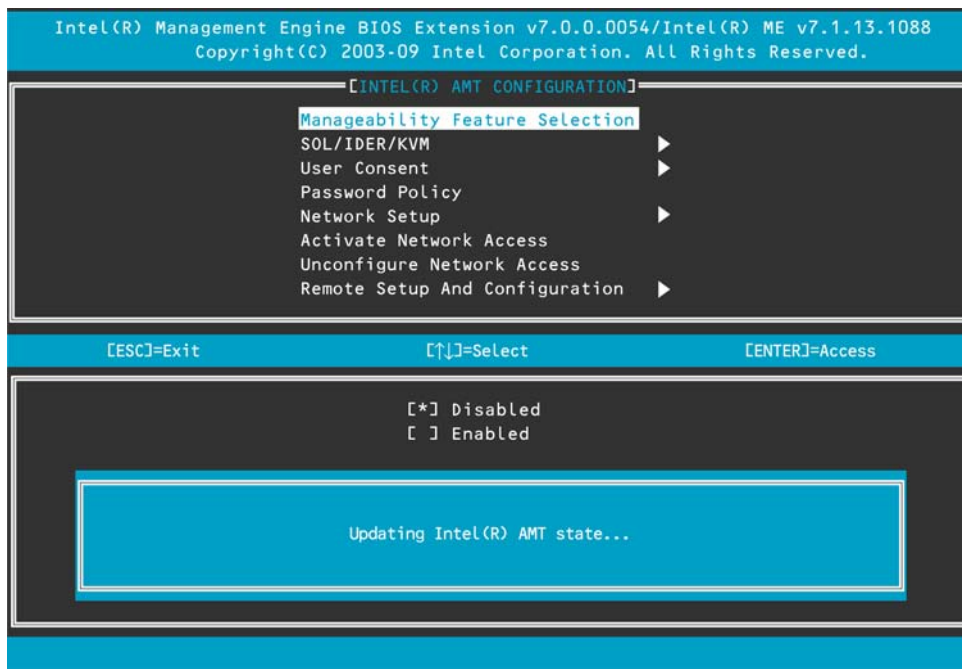 Intel(R) Management Engine BIOS Extension v7.0.0.0054/Intel(R) ME v7.1.13.1088
Copyright(C) 2003-09 Intel Corporation. All Rights Reserved.
[INTEL(R) AMT CONFIGURATION]
Manageability Feature Selection
SOL/IDER/KVM
User Consent
Password Policy
Network Setup
Activate Network Access
Unconfigure Network Access
Remote Setup And Configuration
[ESC]=Exit [↑↓]=Select [ENTER]=Access
[*] Disabled
[ ] Enabled
Updating Intel(R) AMT state...